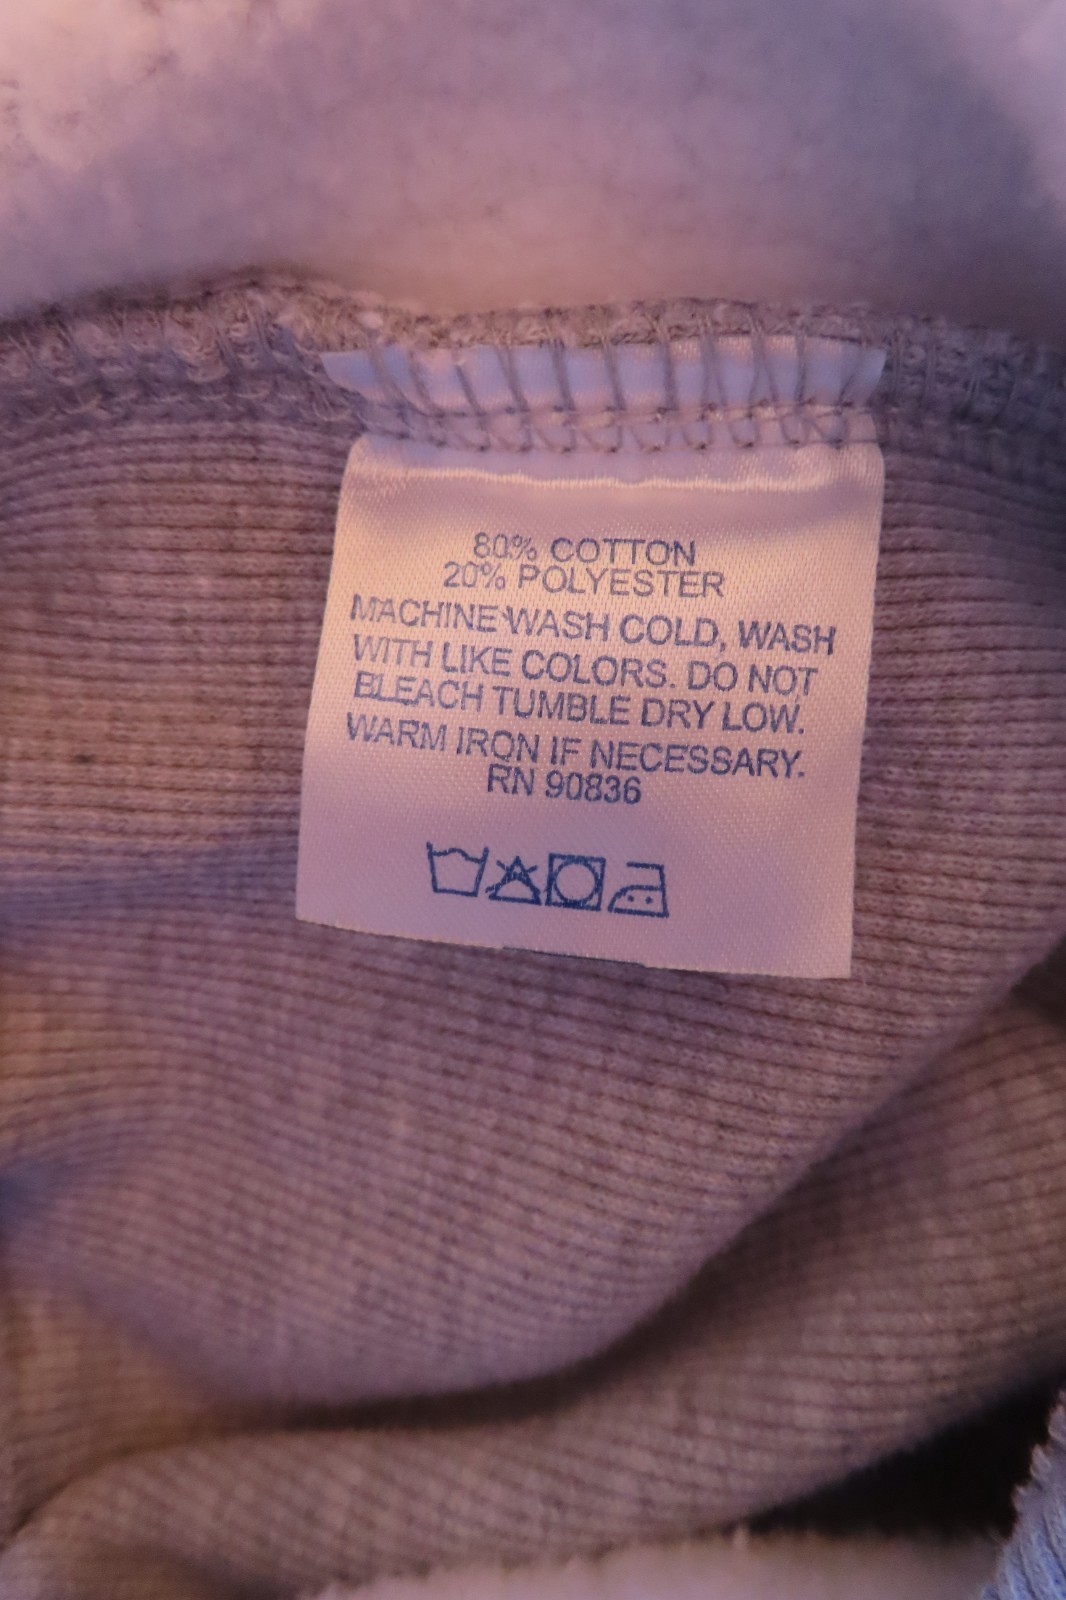 80% COTTON
20% POLYESTER
MACHINE WASH COLD, WASH
WITH LIKE COLORS. DO NOT
BLEACH TUMBLE DRY LOW.
WARM IRON IF NECESSARY.
RN 90836